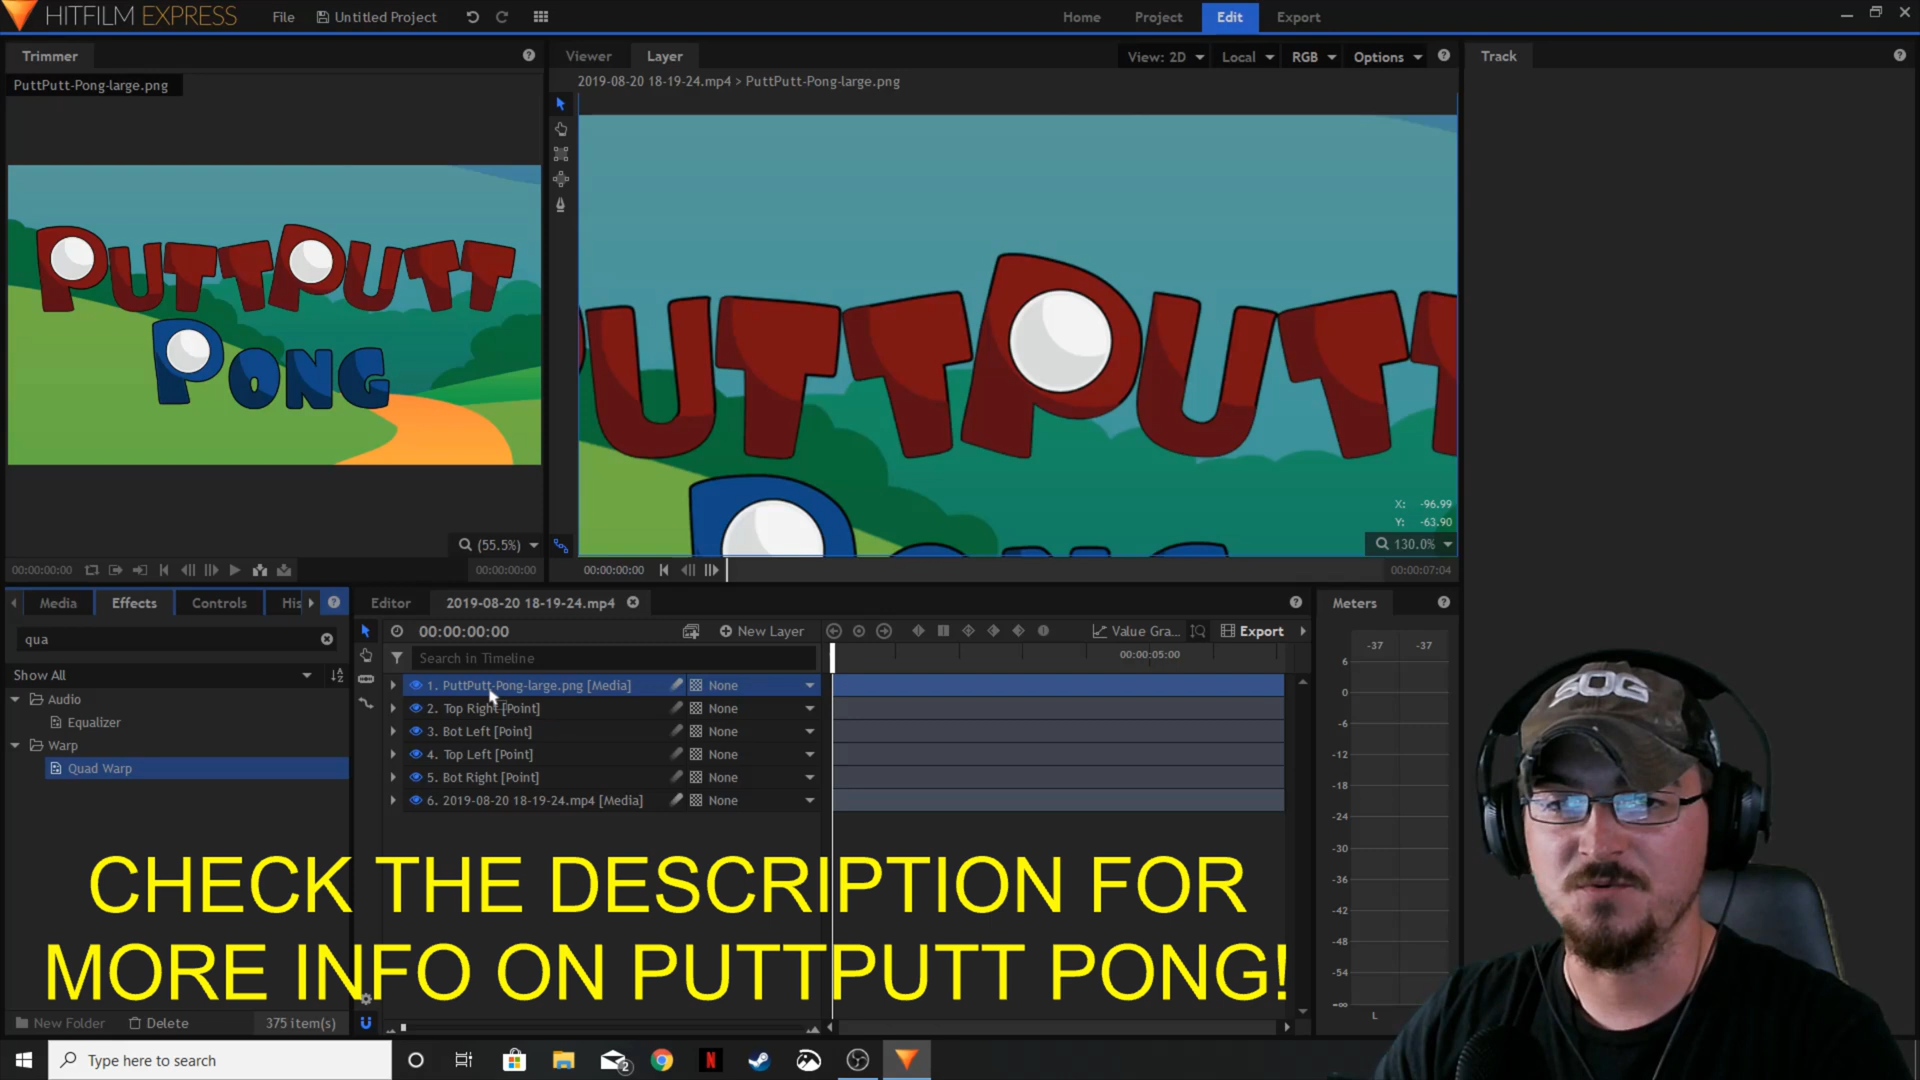 HITFILM EXPRESS
File
Untitled Project
Home
Project
Edit
Export
Trimmer
PuttPutt-Pong-large.png
PUTTPUTT
PONG
(55.5%)
00:00:00:00
00:00:00:00
Viewer
Layer
View: 2D
Local
RGB
Options
2019-08-20 18-19-24.mp4 > PuttPutt-Pong-large.png
UTTPUTT
X: -96.99
Y: -63.90
130.0%
00:00:00:00
00:00:07:04
Track
Media
Effects
Controls
His
qua
Show All
Audio
Equalizer
Warp
Quad Warp
New Folder
Delete
375 item(s)
Editor
2019-08-20 18-19-24.mp4
00:00:00:00
New Layer
Value Gra...
Export
Search in Timeline
00:00:05:00
1. PuttPutt-Pong-large.png [Media]
None
2. Top Right [Point]
None
3. Bot Left [Point]
None
4. Top Left [Point]
None
5. Bot Right [Point]
None
6. 2019-08-20 18-19-24.mp4 [Media]
None
Meters
-37
-37
6
0
-6
-12
-18
-24
-30
-36
-42
-48
-54
-∞
L
CHECK THE DESCRIPTION FOR
MORE INFO ON PUTTPUTT PONG!
Type here to search
2
N